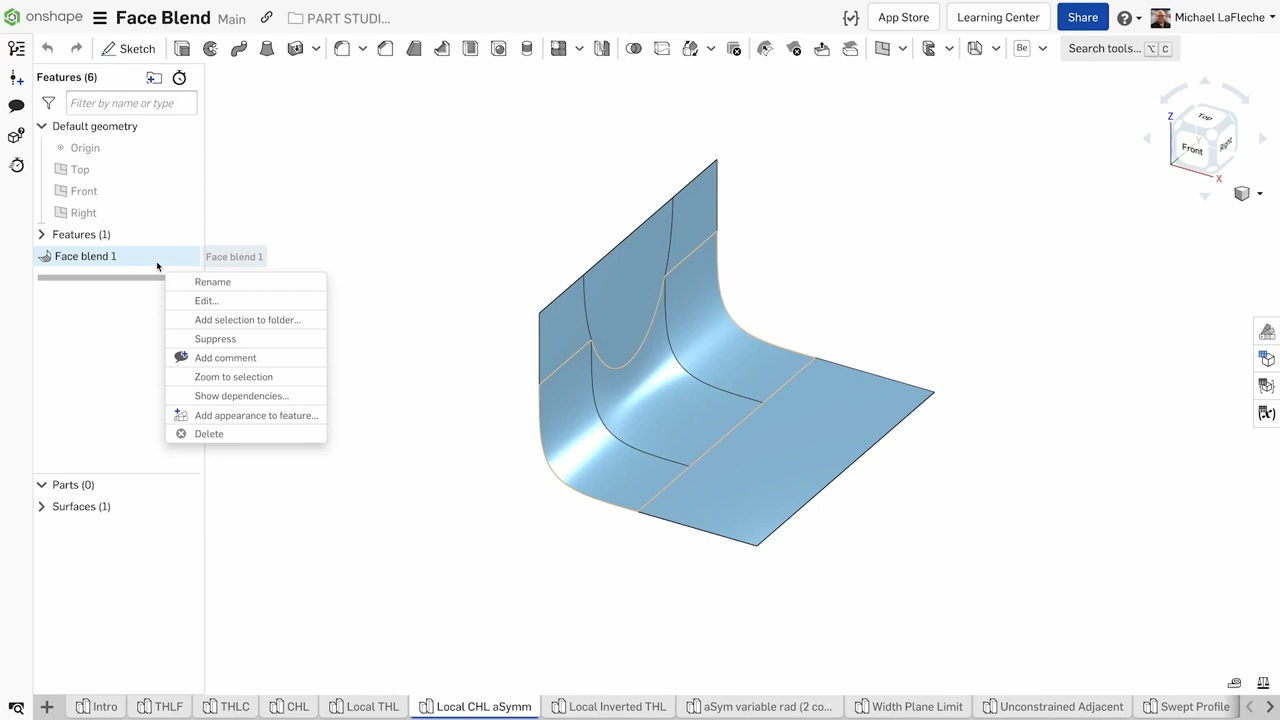 onshape Face Blend Main PART STUDI... App Store Learning Center Share Michael LaFleche
Sketch Be Search tools... ⌥ C
Features (6)
Filter by name or type
Default geometry
Origin
Top
Front
Right
Features (1)
Face blend 1 Face blend 1
Rename
Edit...
Add selection to folder...
Suppress
Add comment
Zoom to selection
Show dependencies...
Add appearance to feature...
Delete
Parts (0)
Surfaces (1)
Z
Top
Y
Front Right
X
(x)
Intro THLF THLC CHL Local THL Local CHL aSymm Local Inverted THL aSym variable rad (2 co... Width Plane Limit Unconstrained Adjacent Swept Profile